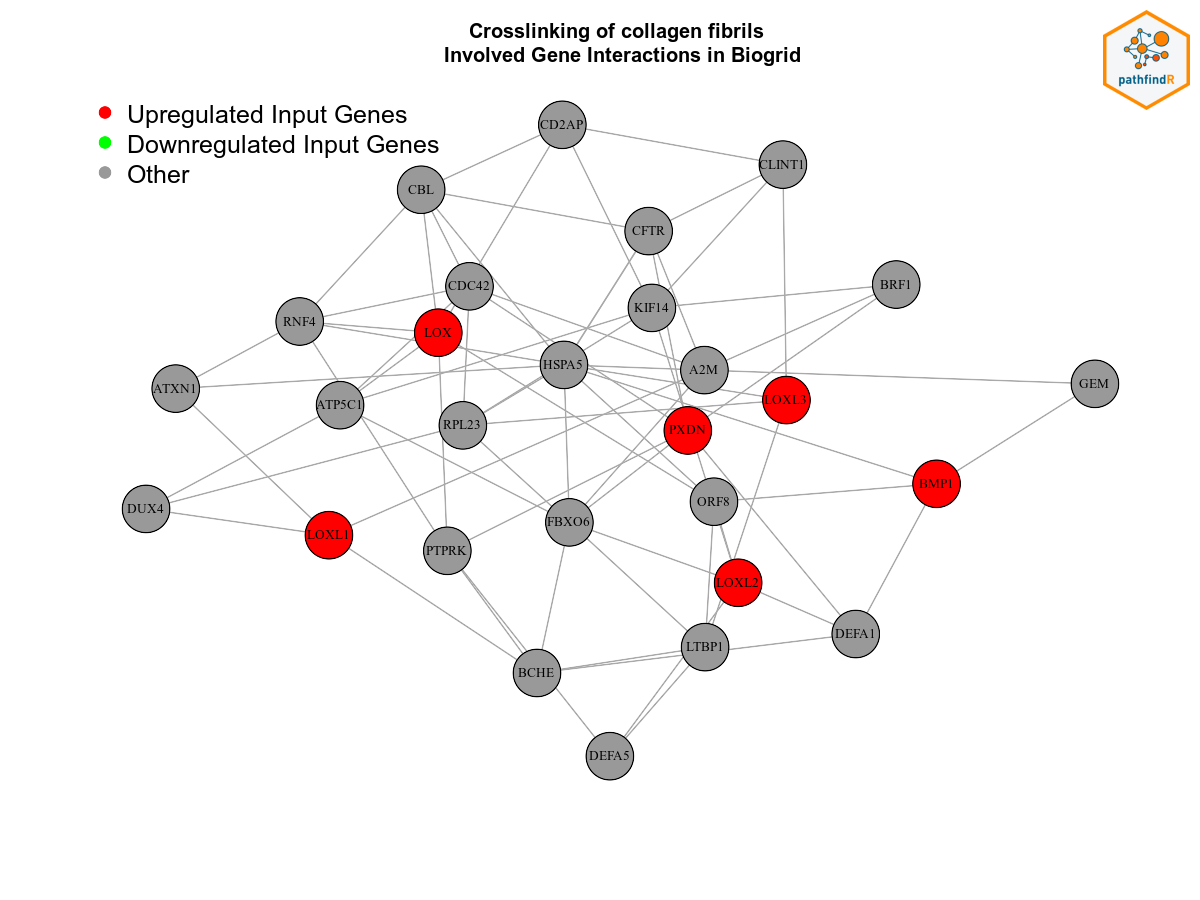 Crosslinking of collagen fibrils
Involved Gene Interactions in Biogrid
pathfindR
Upregulated Input Genes
Downregulated Input Genes
Other
CD2AP
CLINT1
CBL
CFTR
CDC42
BRF1
KIF14
RNF4
LOX
HSPA5
A2M
GEM
ATXN1
LOXL3
ATP5C1
RPL23
PXDN
BMP1
ORF8
DUX4
FBXO6
LOXL1
PTPRK
LOXL2
DEFA1
LTBP1
BCHE
DEFA5